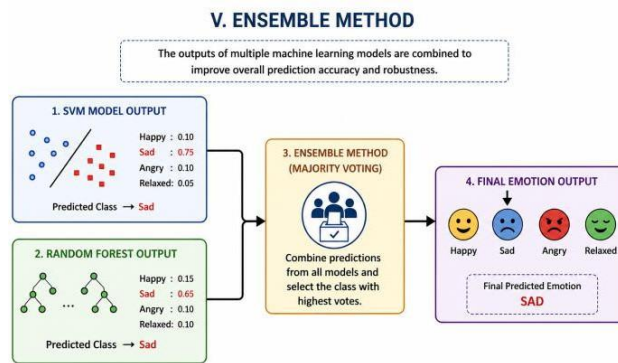 V. ENSEMBLE METHOD
The outputs of multiple machine learning models are combined to
improve overall prediction accuracy and robustness.
1. SVM MODEL OUTPUT
Happy : 0.10
Sad : 0.75
Angry : 0.10
Relaxed: 0.05
Predicted Class → Sad
2. RANDOM FOREST OUTPUT
...
Happy : 0.15
Sad : 0.65
Angry : 0.10
Relaxed: 0.10
Predicted Class → Sad
3. ENSEMBLE METHOD
(MAJORITY VOTING)
Combine predictions
from all models and
select the class with
highest votes.
4. FINAL EMOTION OUTPUT
Happy Sad Angry Relaxed
Final Predicted Emotion
SAD